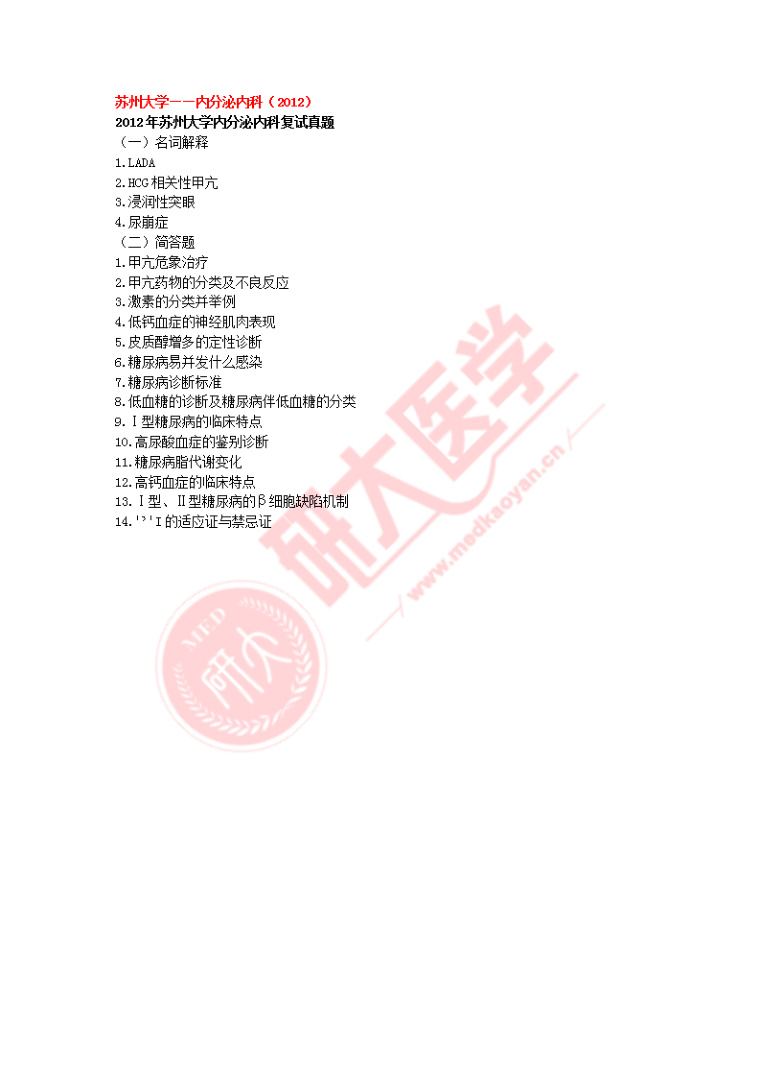 苏州大学——内分泌内科（2012）
2012年苏州大学内分泌内科复试真题
（一）名词解释
1.LADA
2.HCG相关性甲亢
3.浸润性突眼
4.尿崩症
（二）简答题
1.甲亢危象治疗
2.甲亢药物的分类及不良反应
3.激素的分类并举例
4.低钙血症的神经肌肉表现
5.皮质醇增多的定性诊断
6.糖尿病易并发什么感染
7.糖尿病诊断标准
8.低血糖的诊断及糖尿病伴低血糖的分类
9.Ⅰ型糖尿病的临床特点
10.高尿酸血症的鉴别诊断
11.糖尿病脂代谢变化
12.高钙血症的临床特点
13.Ⅰ型、Ⅱ型糖尿病的β细胞缺陷机制
14.'³'I的适应证与禁忌证
研大医学
www.medkaoyan.cn
MED
研大